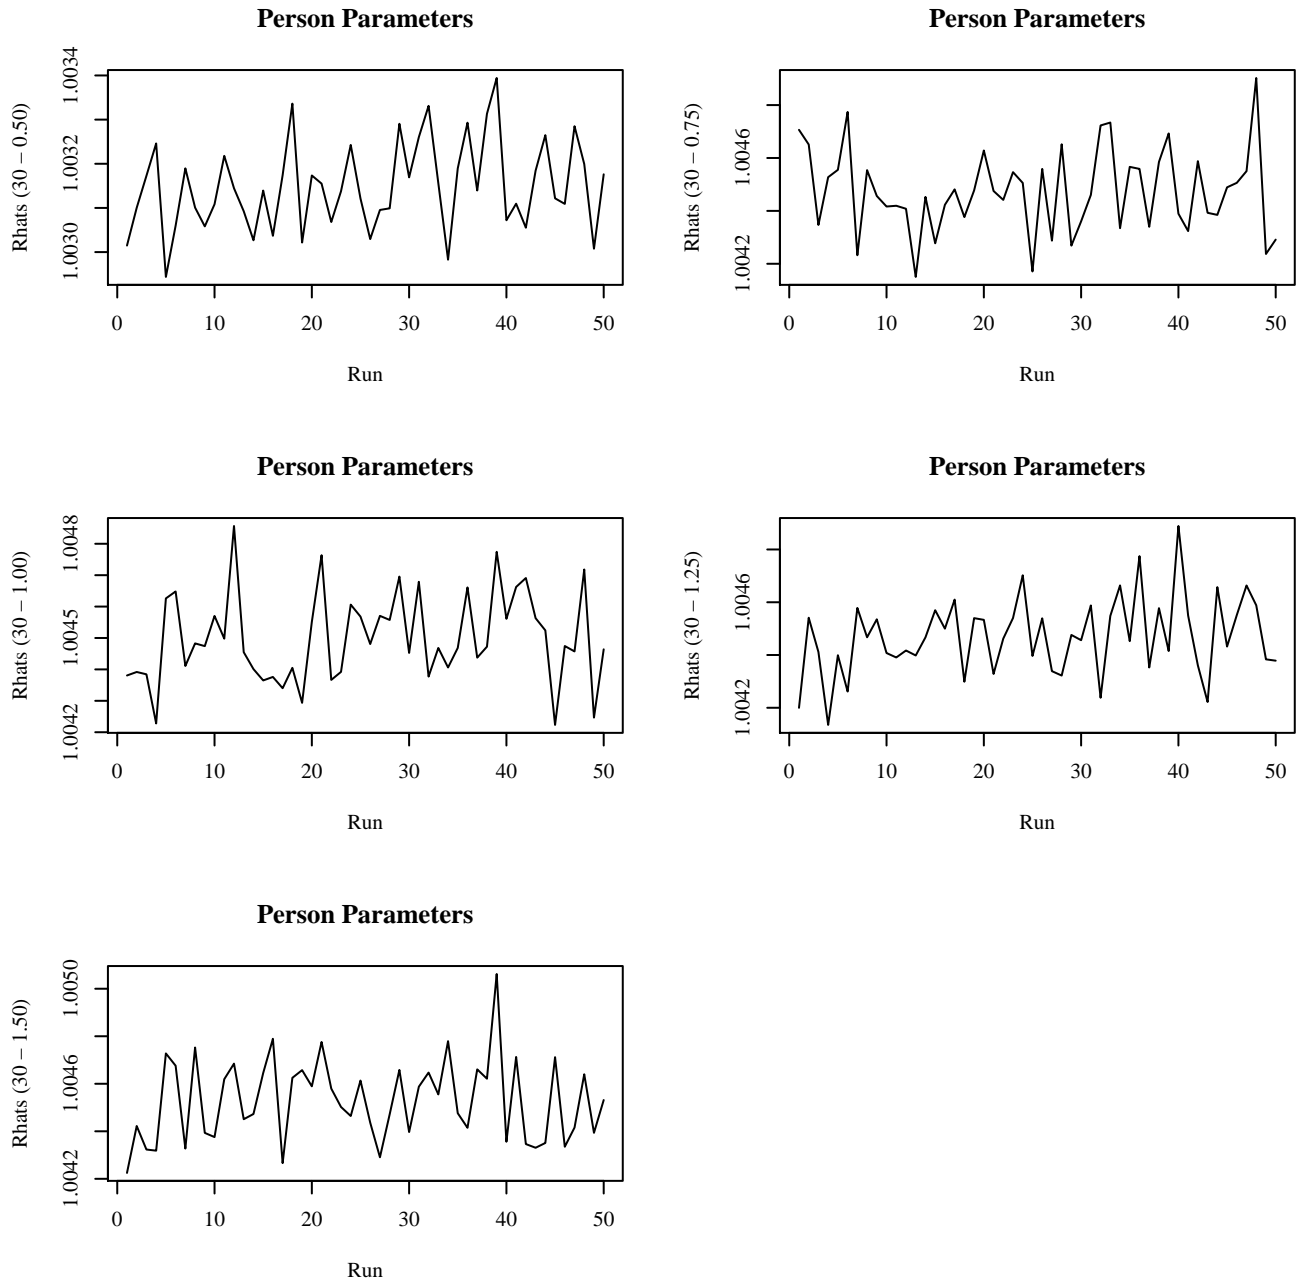 Person Parameters
Rhats (30 − 0.50)
1.0030 1.0032 1.0034
0 10 20 30 40 50
Run
Person Parameters
Rhats (30 − 0.75)
1.0042 1.0046
0 10 20 30 40 50
Run
Person Parameters
Rhats (30 − 1.00)
1.0042 1.0045 1.0048
0 10 20 30 40 50
Run
Person Parameters
Rhats (30 − 1.25)
1.0042 1.0046
0 10 20 30 40 50
Run
Person Parameters
Rhats (30 − 1.50)
1.0042 1.0046 1.0050
0 10 20 30 40 50
Run